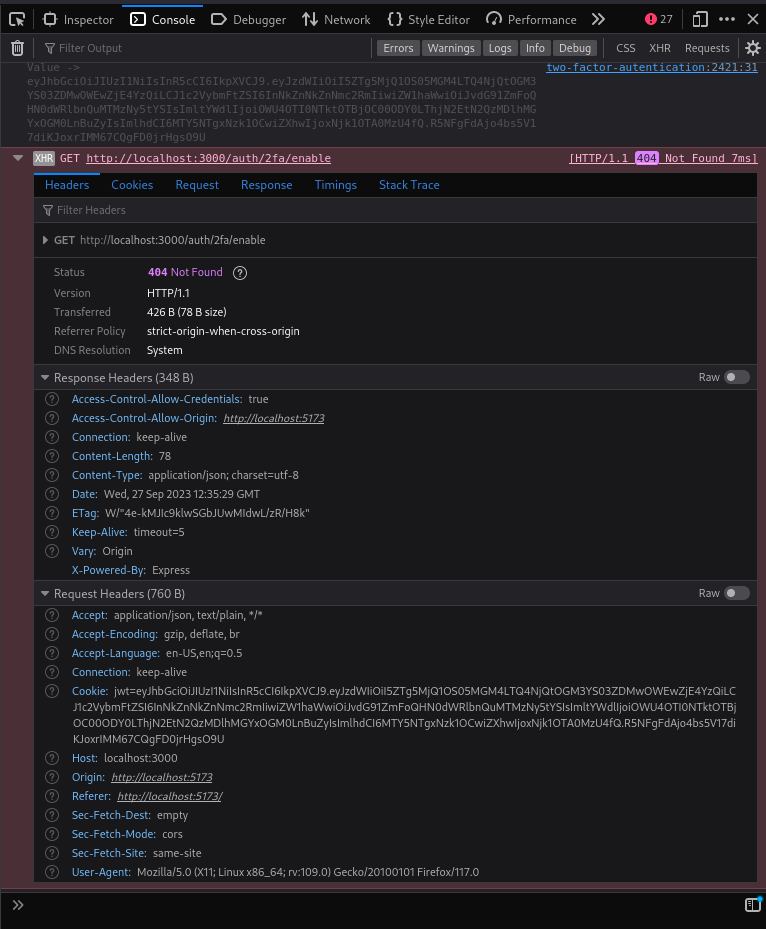 Inspector Console Debugger Network Style Editor Performance 27
Filter Output Errors Warnings Logs Info Debug CSS XHR Requests
Value -> two-factor-autentication:2421:31
XHR GET http://localhost:3000/auth/2fa/enable [HTTP/1.1 404 Not Found 7ms]
Headers Cookies Request Response Timings Stack Trace
Filter Headers
GET http://localhost:3000/auth/2fa/enable
Status 404 Not Found
Version HTTP/1.1
Transferred 426 B (78 B size)
Referrer Policy strict-origin-when-cross-origin
DNS Resolution System
Response Headers (348 B) Raw
Access-Control-Allow-Credentials: true
Access-Control-Allow-Origin: http://localhost:5173
Connection: keep-alive
Content-Length: 78
Content-Type: application/json; charset=utf-8
Date: Wed, 27 Sep 2023 12:35:29 GMT
ETag: W/"4e-kMJIc9klwSGbJUwMIdwL/zR/H8k"
Keep-Alive: timeout=5
Vary: Origin
X-Powered-By: Express
Request Headers (760 B) Raw
Accept: application/json, text/plain, */*
Accept-Encoding: gzip, deflate, br
Accept-Language: en-US,en;q=0.5
Connection: keep-alive
Cookie:
Host: localhost:3000
Origin: http://localhost:5173
Referer: http://localhost:5173/
Sec-Fetch-Dest: empty
Sec-Fetch-Mode: cors
Sec-Fetch-Site: same-site
User-Agent: Mozilla/5.0 (X11; Linux x86_64; rv:109.0) Gecko/20100101 Firefox/117.0